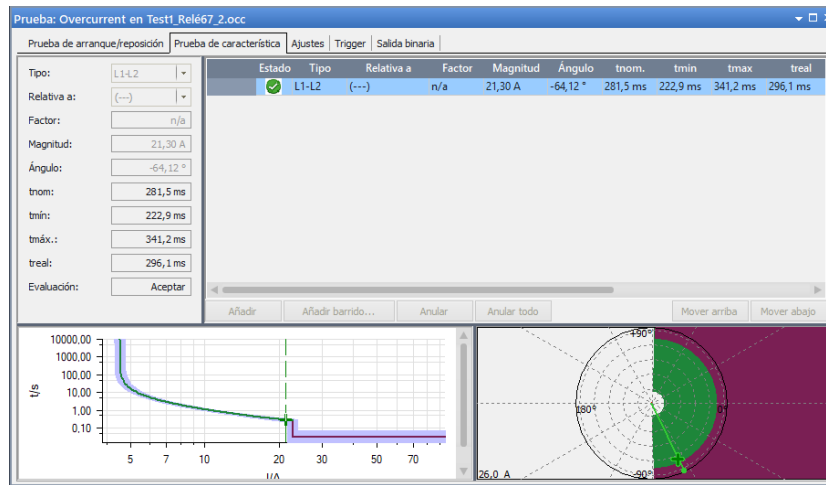 Prueba: Overcurrent en Test1_Relé67_2.occ
Prueba de arranque/reposición Prueba de característica Ajustes Trigger Salida binaria
Tipo: L1-L2
Relativa a: (---)
Factor: n/a
Magnitud: 21,30 A
Ángulo: -64,12 °
tnom: 281,5 ms
tmín: 222,9 ms
tmáx.: 341,2 ms
treal: 296,1 ms
Evaluación: Aceptar
Estado Tipo Relativa a Factor Magnitud Ángulo tnom. tmin tmax treal
L1-L2 (---) n/a 21,30 A -64,12 ° 281,5 ms 222,9 ms 341,2 ms 296,1 ms
Añadir Añadir barrido... Anular Anular todo Mover arriba Mover abajo
t/s
10000,00
1000,00
100,00
10,00
1,00
0,10
5 7 10 20 30 50 70
I/A
+90°
180° 0°
-90°
26,0 A